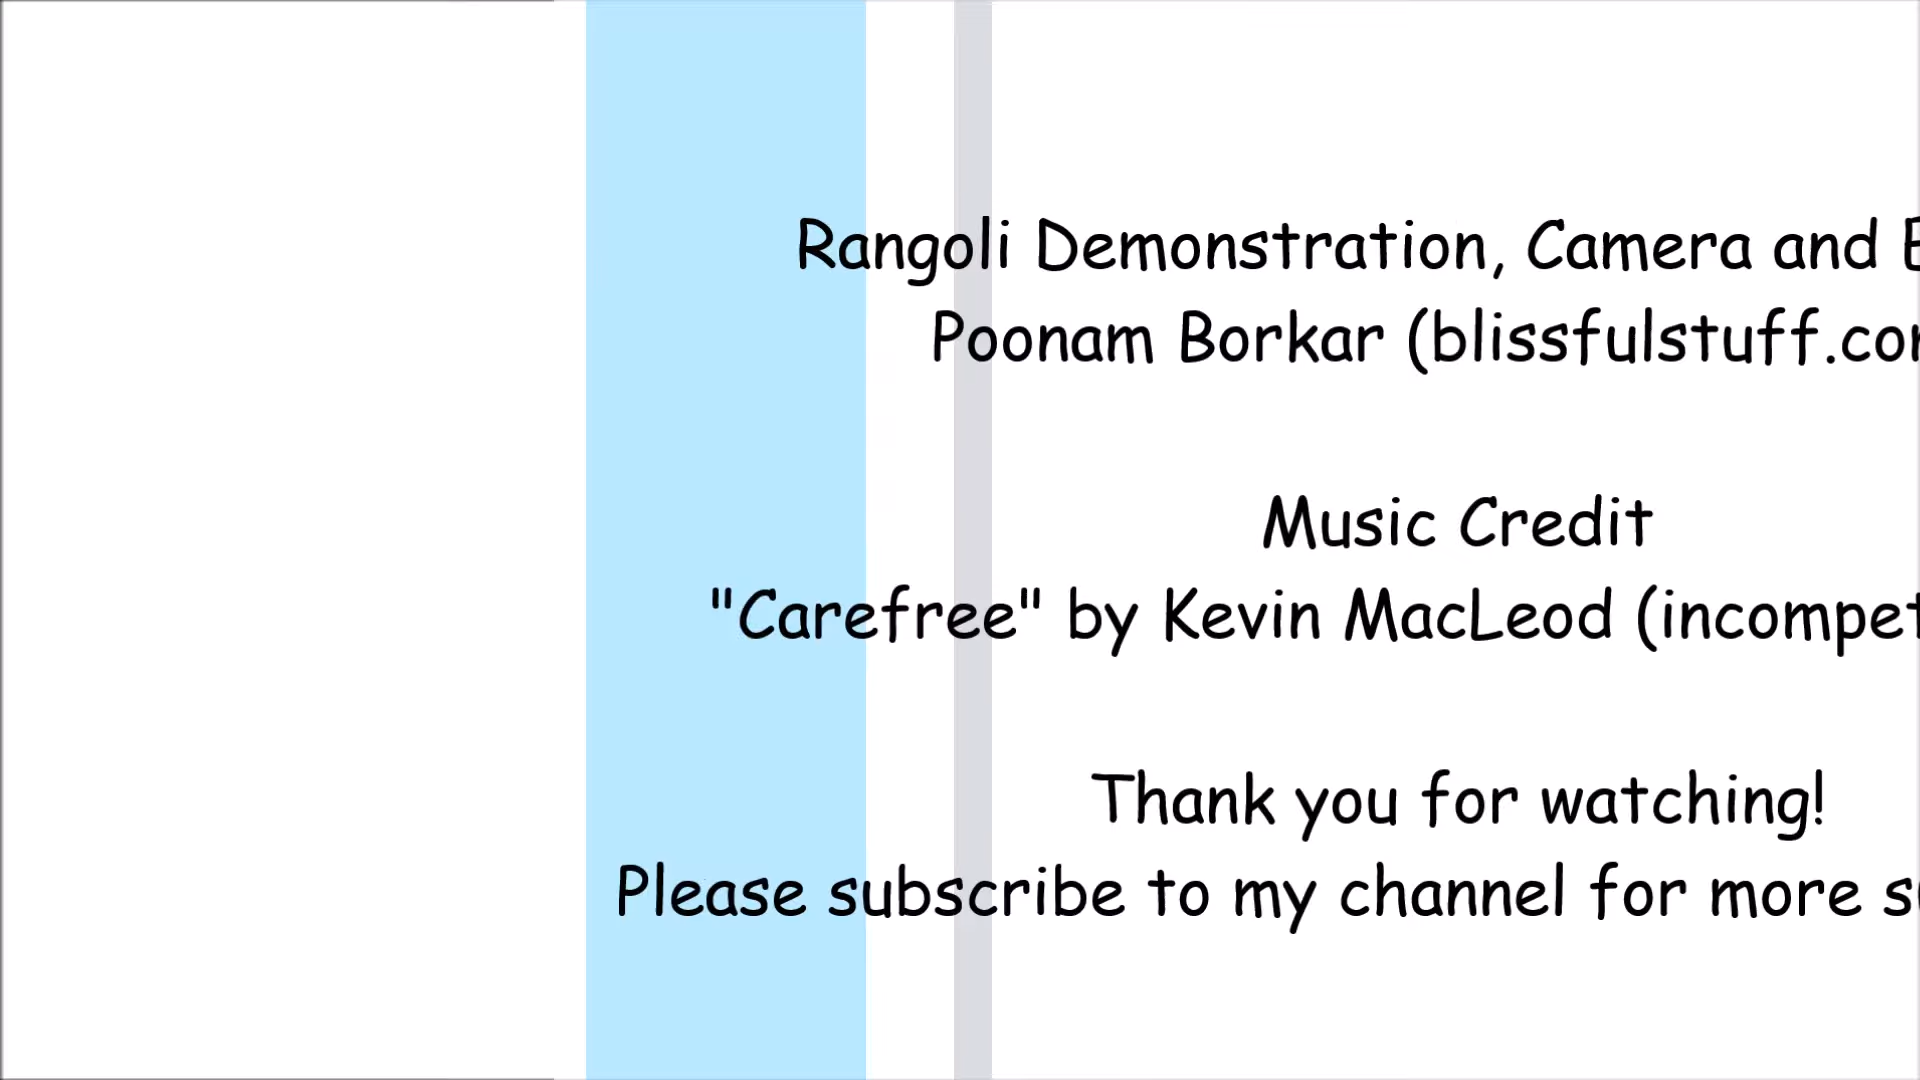 Rangoli Demonstration, Camera and
Poonam Borkar (blissfulstuff.co
Music Credit
"Carefree" by Kevin MacLeod (incompet
Thank you for watching!
Please subscribe to my channel for more